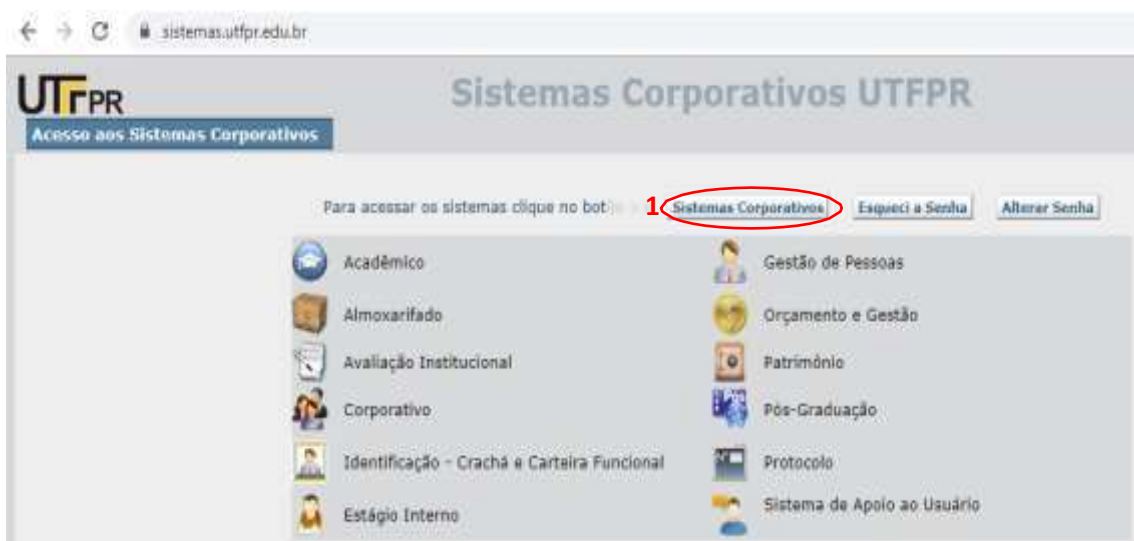 sistemas.utfpr.edu.br
UTFPR
Sistemas Corporativos UTFPR
Acesso aos Sistemas Corporativos
Para acessar os sistemas clique no bot 1 Sistemas Corporativos Esqueci a Senha Alterar Senha
Acadêmico Gestão de Pessoas
Almoxarifado Orçamento e Gestão
Avaliação Institucional Patrimônio
Corporativo Pós-Graduação
Identificação - Crachá e Carteira Funcional Protocolo
Estágio Interno Sistema de Apoio ao Usuário